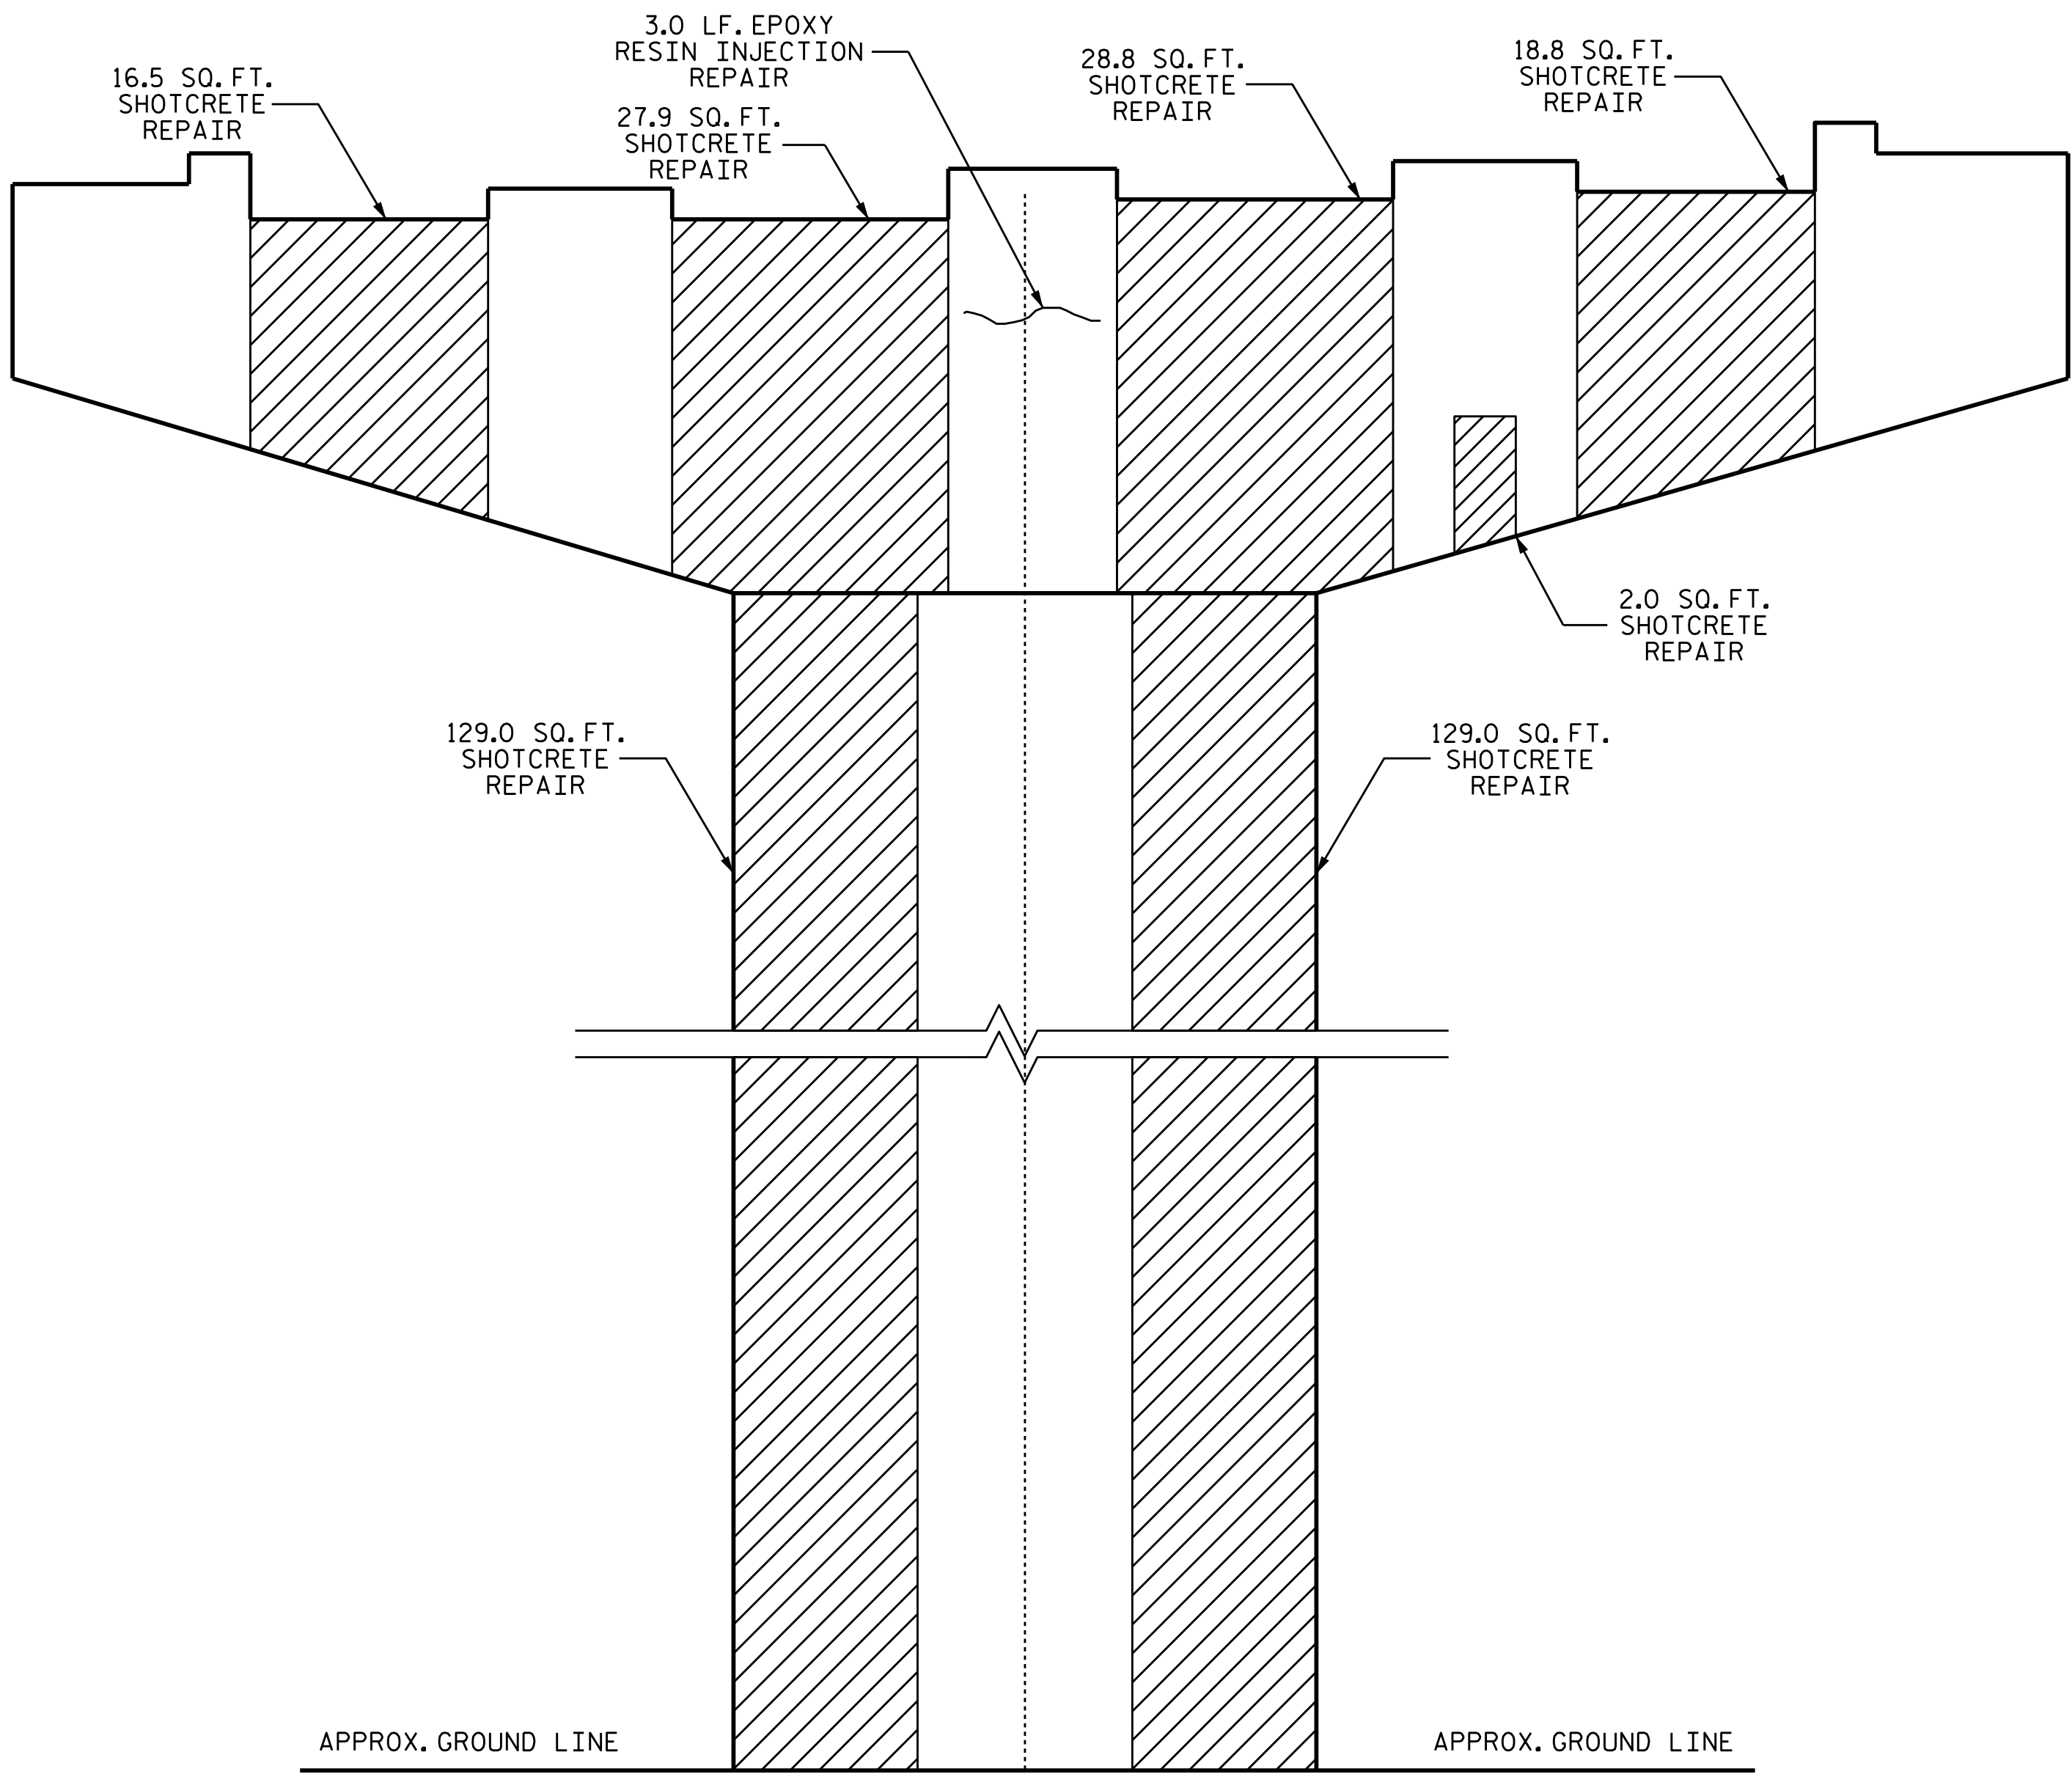 3.0 LF. EPOXY
RESIN INJECTION
REPAIR
16.5 SQ. FT.
SHOTCRETE
REPAIR
27.9 SQ. FT.
SHOTCRETE
REPAIR
28.8 SQ. FT.
SHOTCRETE
REPAIR
18.8 SQ. FT.
SHOTCRETE
REPAIR
2.0 SQ. FT.
SHOTCRETE
REPAIR
129.0 SQ. FT.
SHOTCRETE
REPAIR
129.0 SQ. FT.
SHOTCRETE
REPAIR
APPROX. GROUND LINE
APPROX. GROUND LINE